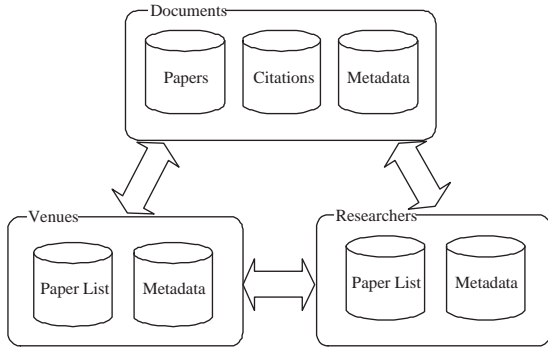 Documents
Papers
Citations
Metadata
Venues
Paper List
Metadata
Researchers
Paper List
Metadata